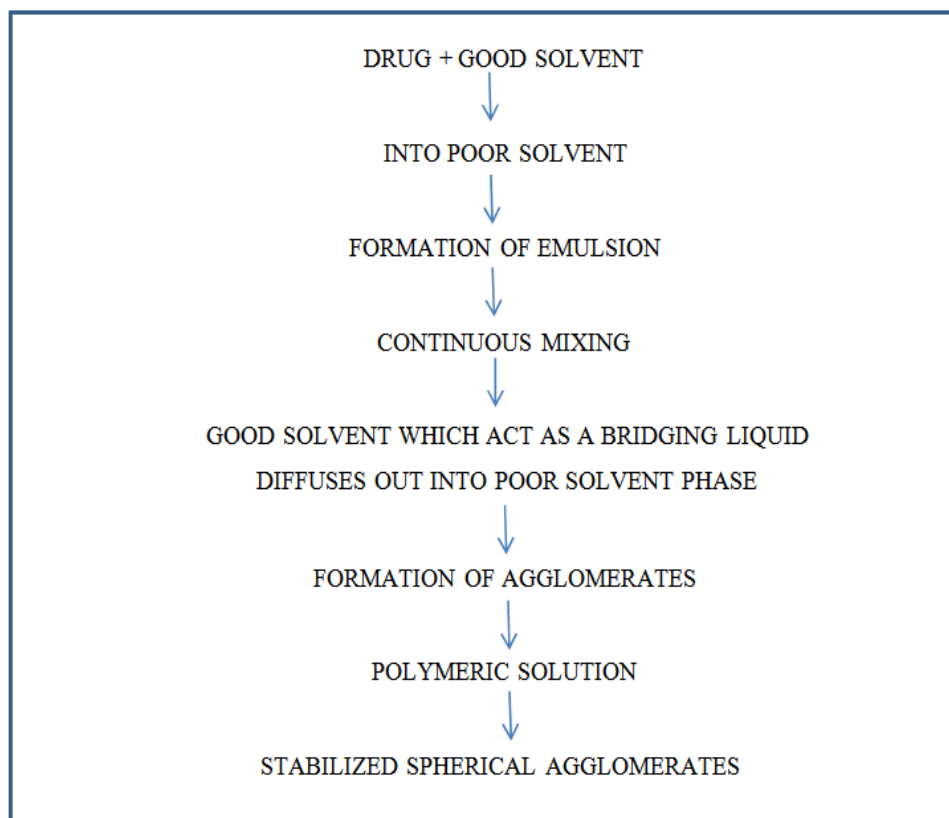 DRUG + GOOD SOLVENT
INTO POOR SOLVENT
FORMATION OF EMULSION
CONTINUOUS MIXING
GOOD SOLVENT WHICH ACT AS A BRIDGING LIQUID
DIFFUSES OUT INTO POOR SOLVENT PHASE
FORMATION OF AGGLOMERATES
POLYMERIC SOLUTION
STABILIZED SPHERICAL AGGLOMERATES